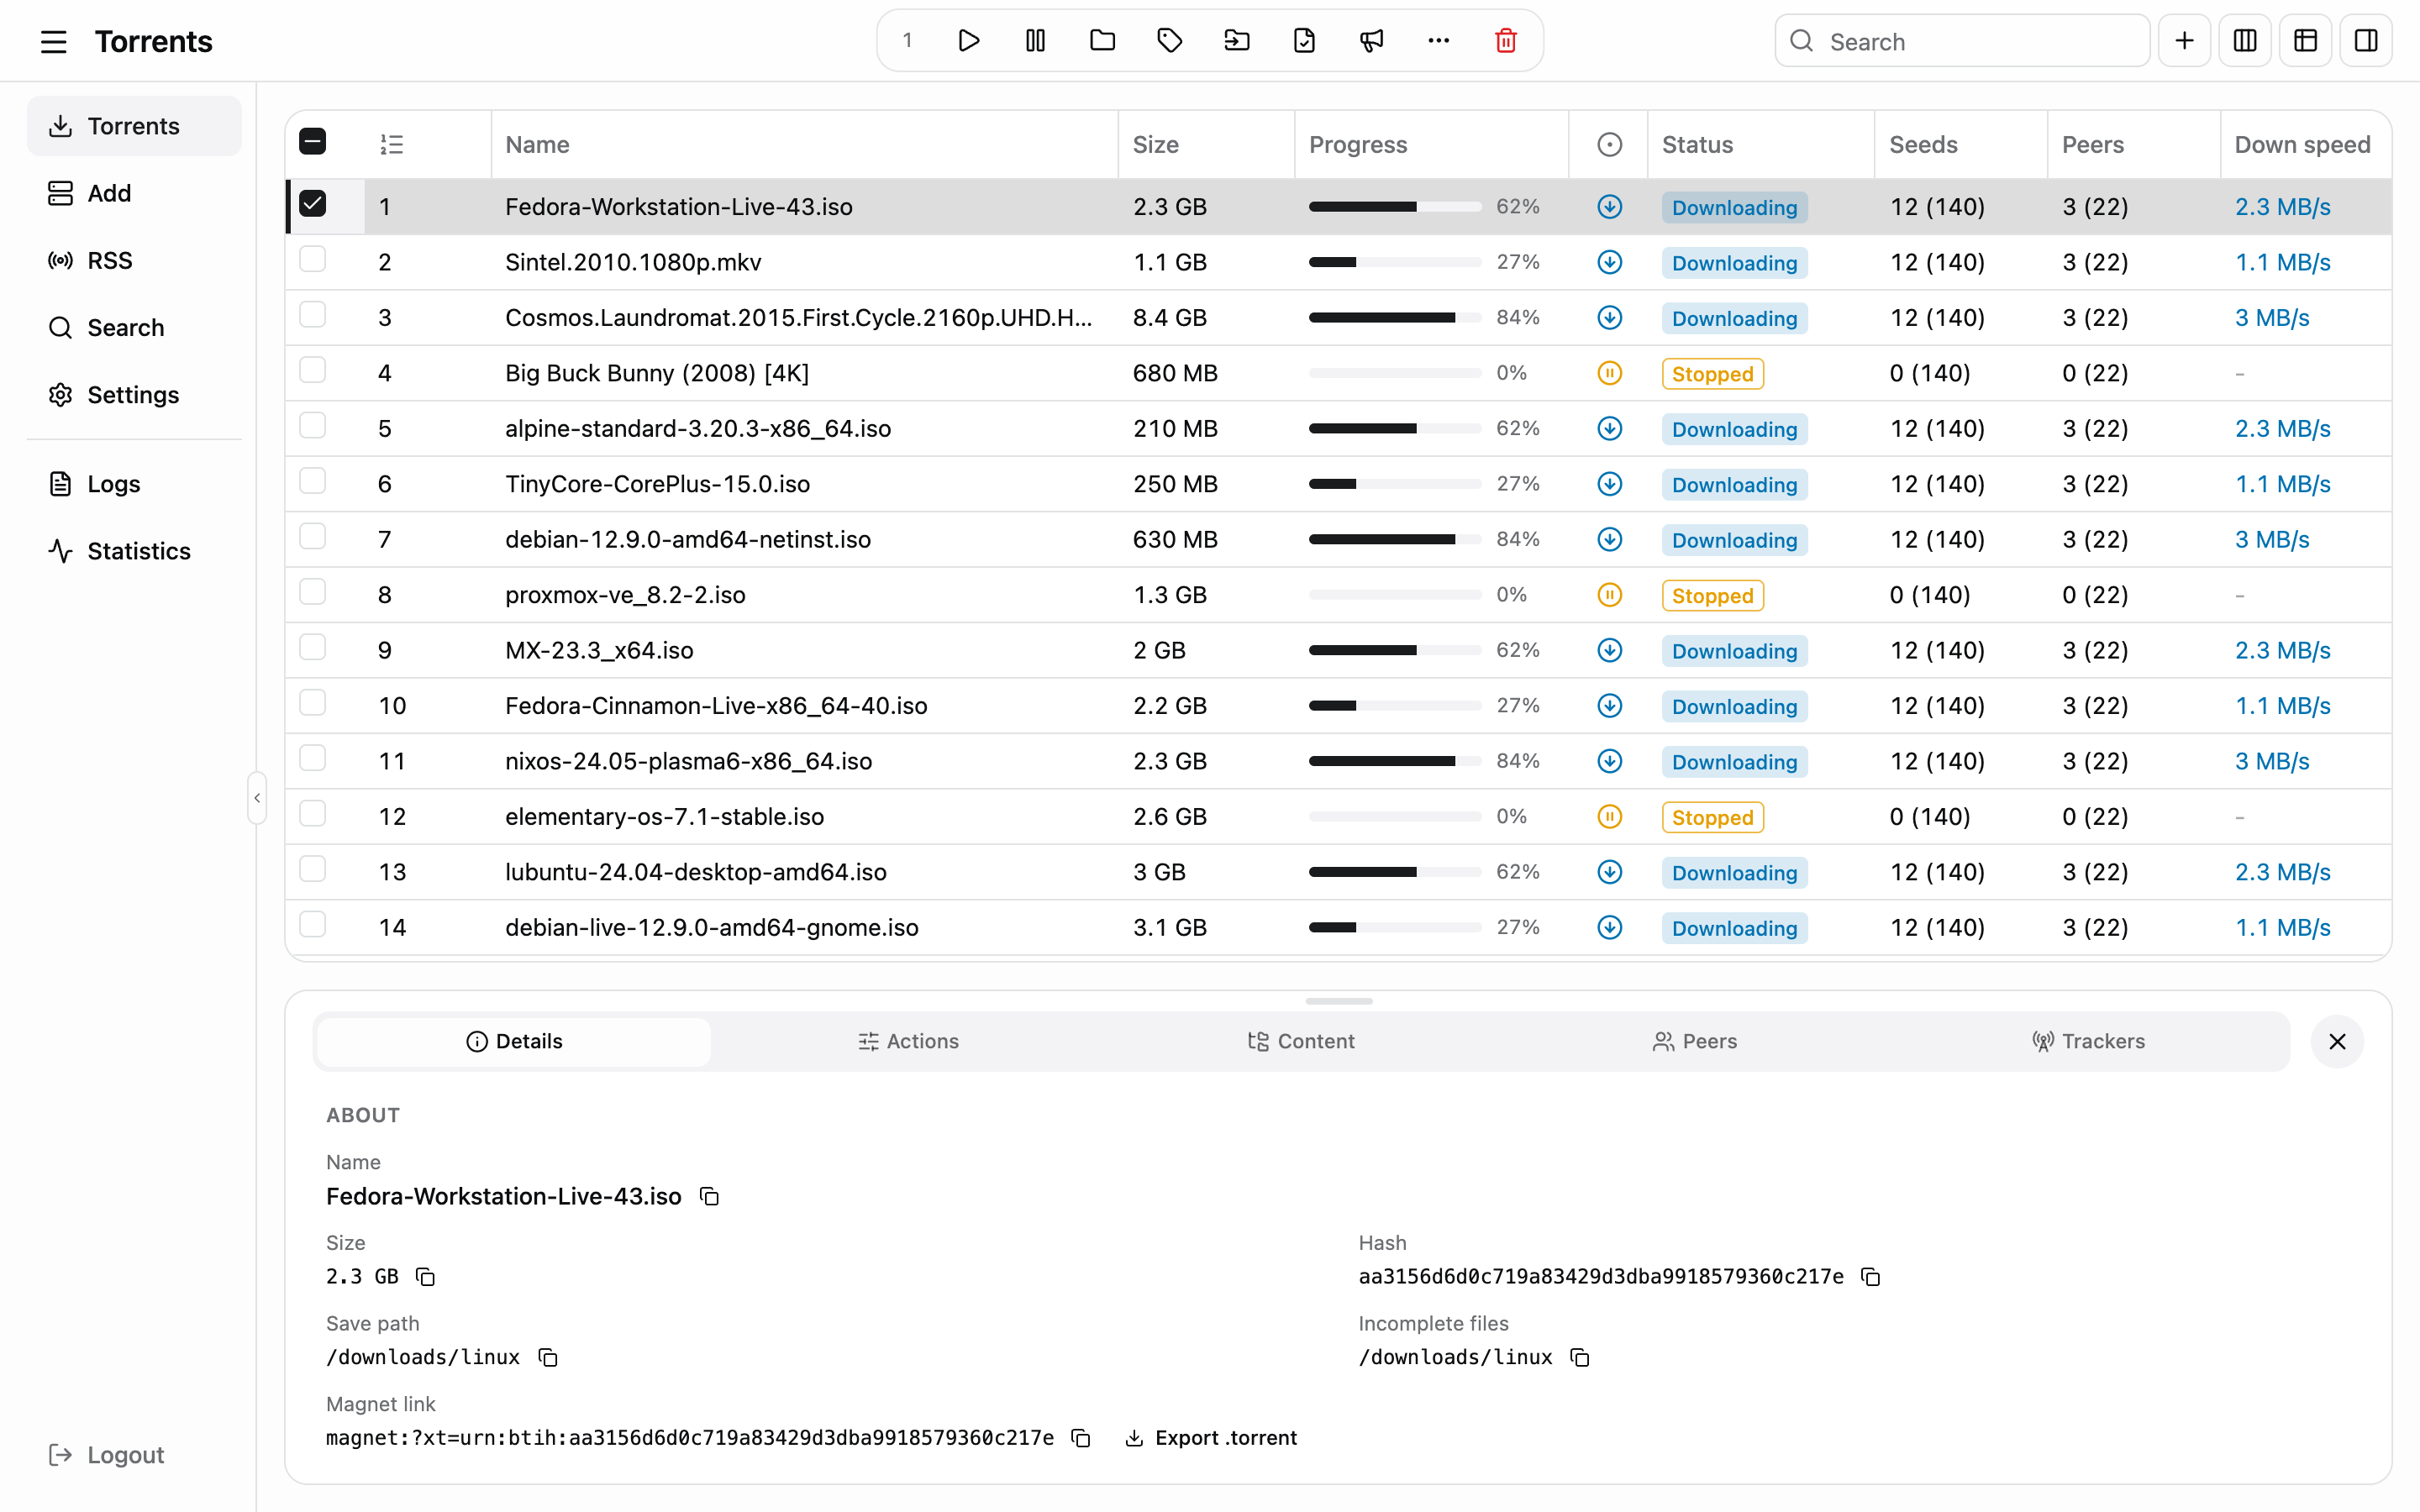 Torrents
1
Search
Torrents
Add
RSS
Search
Settings
Logs
Statistics
Logout
Name Size Progress Status Seeds Peers Down speed
1 Fedora-Workstation-Live-43.iso 2.3 GB 62% Downloading 12 (140) 3 (22) 2.3 MB/s
2 Sintel.2010.1080p.mkv 1.1 GB 27% Downloading 12 (140) 3 (22) 1.1 MB/s
3 Cosmos.Laundromat.2015.First.Cycle.2160p.UHD.H... 8.4 GB 84% Downloading 12 (140) 3 (22) 3 MB/s
4 Big Buck Bunny (2008) [4K] 680 MB 0% Stopped 0 (140) 0 (22) -
5 alpine-standard-3.20.3-x86_64.iso 210 MB 62% Downloading 12 (140) 3 (22) 2.3 MB/s
6 TinyCore-CorePlus-15.0.iso 250 MB 27% Downloading 12 (140) 3 (22) 1.1 MB/s
7 debian-12.9.0-amd64-netinst.iso 630 MB 84% Downloading 12 (140) 3 (22) 3 MB/s
8 proxmox-ve_8.2-2.iso 1.3 GB 0% Stopped 0 (140) 0 (22) -
9 MX-23.3_x64.iso 2 GB 62% Downloading 12 (140) 3 (22) 2.3 MB/s
10 Fedora-Cinnamon-Live-x86_64-40.iso 2.2 GB 27% Downloading 12 (140) 3 (22) 1.1 MB/s
11 nixos-24.05-plasma6-x86_64.iso 2.3 GB 84% Downloading 12 (140) 3 (22) 3 MB/s
12 elementary-os-7.1-stable.iso 2.6 GB 0% Stopped 0 (140) 0 (22) -
13 lubuntu-24.04-desktop-amd64.iso 3 GB 62% Downloading 12 (140) 3 (22) 2.3 MB/s
14 debian-live-12.9.0-amd64-gnome.iso 3.1 GB 27% Downloading 12 (140) 3 (22) 1.1 MB/s
Details Actions Content Peers Trackers
ABOUT
Name
Fedora-Workstation-Live-43.iso
Size Hash
2.3 GB aa3156d6d0c719a83429d3dba9918579360c217e
Save path Incomplete files
/downloads/linux /downloads/linux
Magnet link
magnet:?xt=urn:btih:aa3156d6d0c719a83429d3dba9918579360c217e Export .torrent